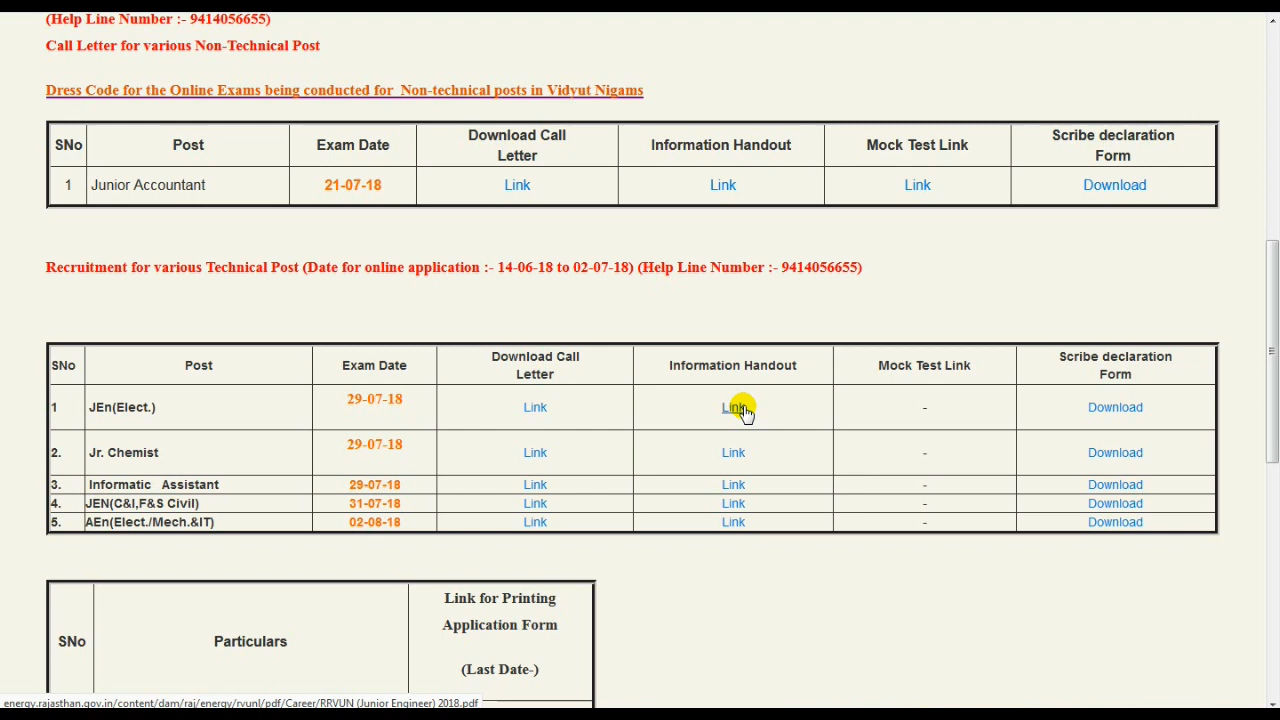 (Help Line Number :- 9414056655)
Call Letter for various Non-Technical Post
Dress Code for the Online Exams being conducted for Non-technical posts in Vidyut Nigams
SNo Post Exam Date Download Call Letter Information Handout Mock Test Link Scribe declaration Form
1 Junior Accountant 21-07-18 Link Link Link Download
Recruitment for various Technical Post (Date for online application :- 14-06-18 to 02-07-18) (Help Line Number :- 9414056655)
SNo Post Exam Date Download Call Letter Information Handout Mock Test Link Scribe declaration Form
1 JEn(Elect.) 29-07-18 Link Link - Download
2. Jr. Chemist 29-07-18 Link Link - Download
3. Informatic Assistant 29-07-18 Link Link - Download
4. JEN(C&I,F&S Civil) 31-07-18 Link Link - Download
5. AEn(Elect./Mech.&IT) 02-08-18 Link Link - Download
SNo Particulars Link for Printing Application Form (Last Date-)
energy.rajasthan.gov.in/content/dam/raj/energy/rvunl/pdf/Career/RRVUN (Junior Engineer) 2018.pdf